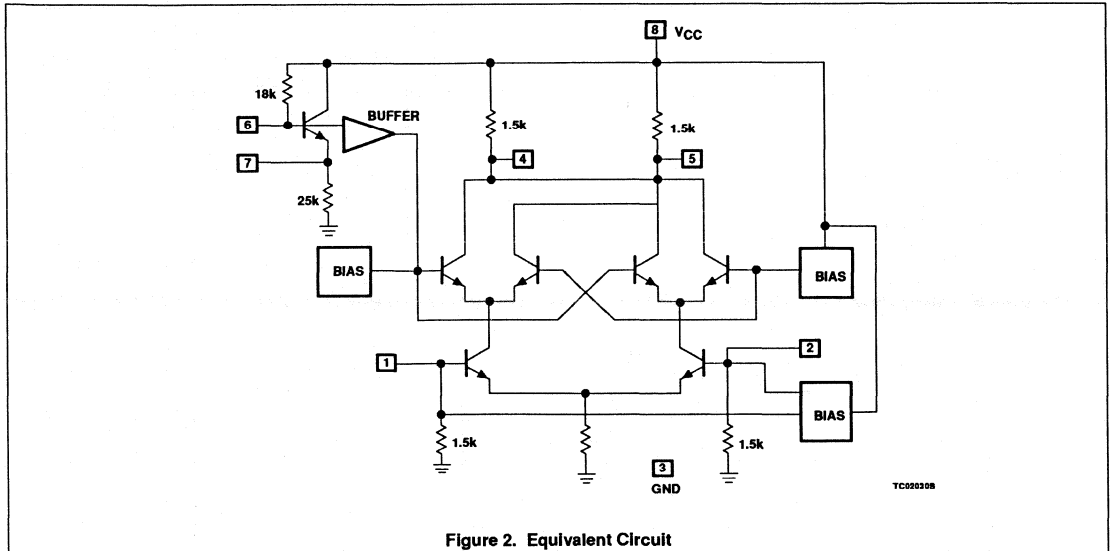 8 VCC
18k
BUFFER
1.5k
1.5k
6
4
5
7
25k
BIAS
BIAS
1
2
BIAS
1.5k
1.5k
3
GND
TC02030S
Figure 2. Equivalent Circuit